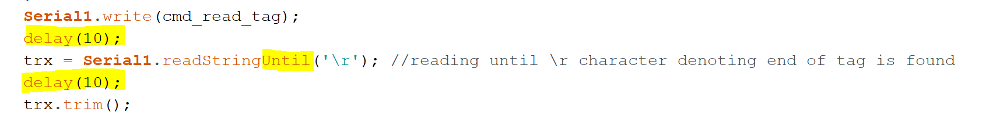 Serial1.write(cmd_read_tag);
delay(10);
trx = Serial1.readStringUntil('\r'); //reading until \r character denoting end of tag is found
delay(10);
trx.trim();